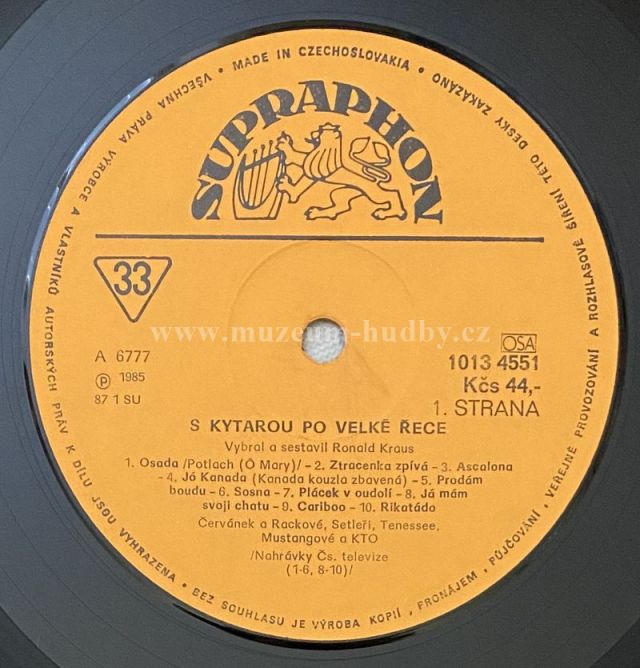 VŠECHNA PRÁVA VÝROBCE A VLASTNÍKŮ AUTORSKÝCH PRÁV K DÍLU JSOU VYHRAZENA • BEZ SOUHLASU JE VÝROBA KOPIÍ, PRONÁJEM, PŮJČOVÁNÍ, VEŘEJNÉ PROVOZOVÁNÍ A ROZHLASOVÉ ŠÍŘENÍ TÉTO DESKY ZAKÁZÁNO • MADE IN CZECHOSLOVAKIA •
SUPRAPHON
33
www.muzeum-hudby.cz
OSA
A 6777
1013 4551
Ⓟ 1985
Kčs 44,-
87 1 SU
1. STRANA
S KYTAROU PO VELKÉ ŘECE
Vybral a sestavil Ronald Kraus
1. Osada /Potlach (Ó Mary)/ - 2. Ztracenka zpívá - 3. Ascalona
- 4. Jó Kanada (Kanada kouzla zbavená) - 5. Prodám
boudu - 6. Sosna - 7. Plácek v oudolí - 8. Já mám
svoji chatu - 9. Cariboo - 10. Rikatádo
Červánek a Rackové, Setleři, Tenessee,
Mustangové a KTO
/Nahrávky Čs. televize
(1-6, 8-10)/